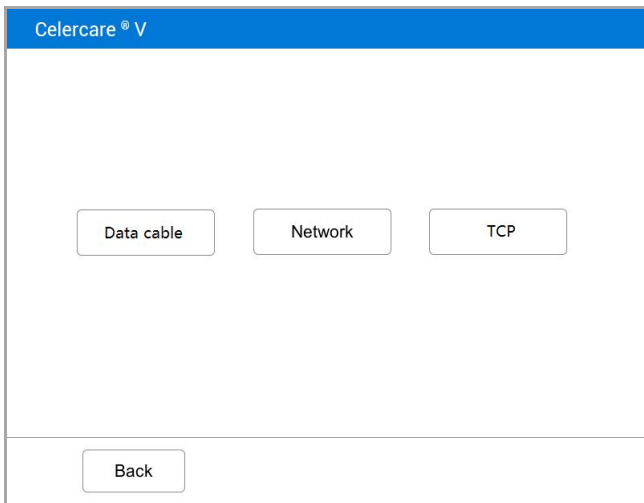 Celercare ® V
Data cable
Network
TCP
Back